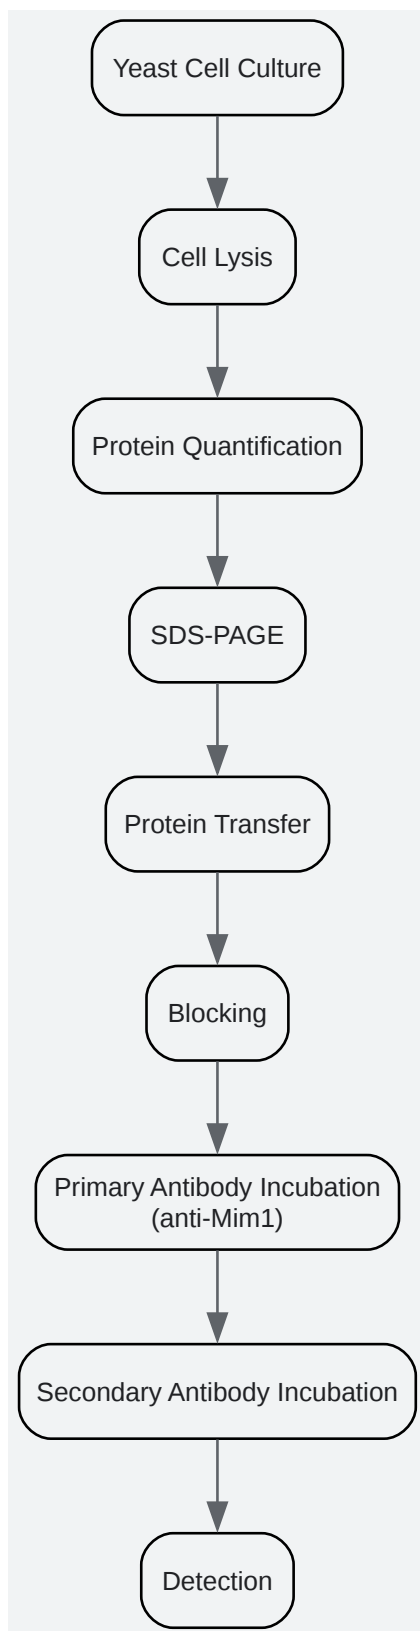 Yeast Cell Culture
Cell Lysis
Protein Quantification
SDS-PAGE
Protein Transfer
Blocking
Primary Antibody Incubation
(anti-Mim1)
Secondary Antibody Incubation
Detection